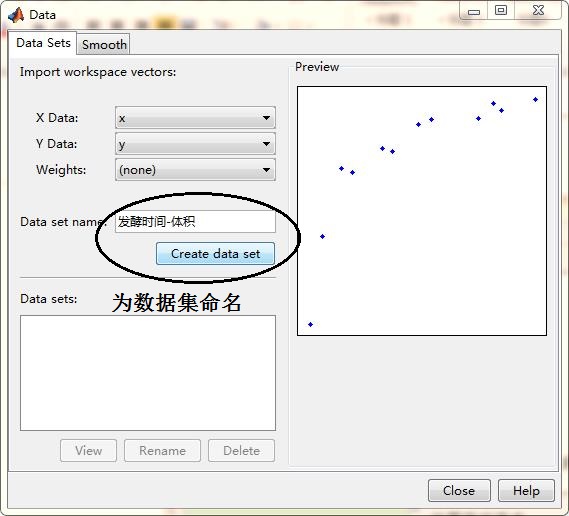 Data
Data Sets
Smooth
Import workspace vectors:
Preview
X Data:
x
Y Data:
y
Weights:
(none)
Data set name:
发酵时间-体积
Create data set
Data sets:
为数据集命名
View
Rename
Delete
Close
Help